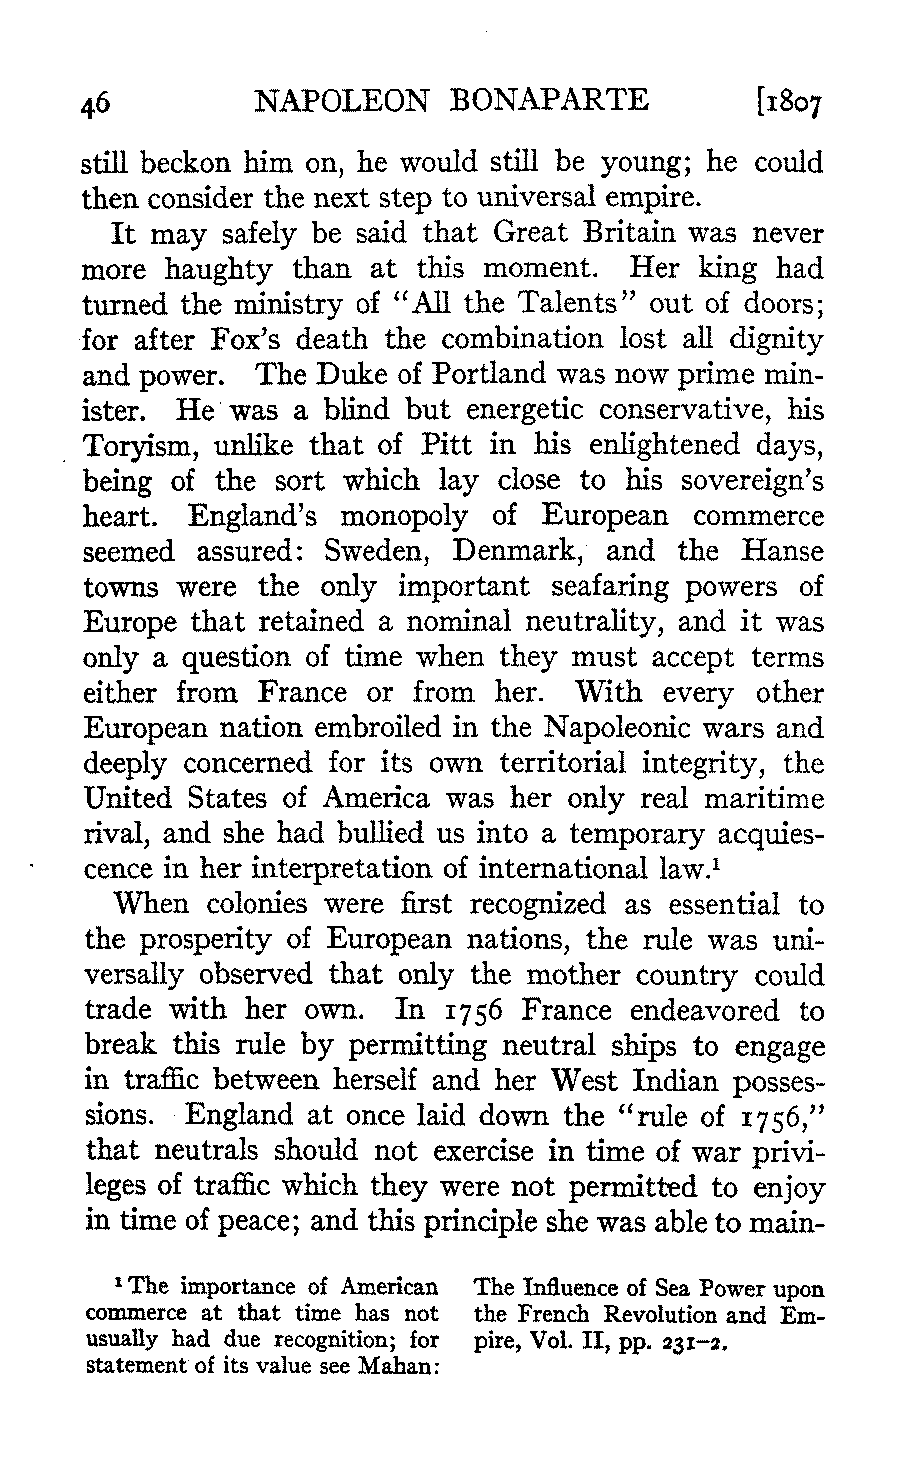 46 NAPOLEON BONAPARTE [1807
still beckon him on, he would still be young; he could
then consider the next step to universal empire.
It may safely be said that Great Britain was never
more haughty than at this moment. Her king had
turned the ministry of "All the Talents" out of doors;
for after Fox's death the combination lost all dignity
and power. The Duke of Portland was now prime min-
ister. He was a blind but energetic conservative, his
Toryism, unlike that of Pitt in his enlightened days,
being of the sort which lay close to his sovereign's
heart. England's monopoly of European commerce
seemed assured: Sweden, Denmark, and the Hanse
towns were the only important seafaring powers of
Europe that retained a nominal neutrality, and it was
only a question of time when they must accept terms
either from France or from her. With every other
European nation embroiled in the Napoleonic wars and
deeply concerned for its own territorial integrity, the
United States of America was her only real maritime
rival, and she had bullied us into a temporary acquies-
cence in her interpretation of international law.¹
When colonies were first recognized as essential to
the prosperity of European nations, the rule was uni-
versally observed that only the mother country could
trade with her own. In 1756 France endeavored to
break this rule by permitting neutral ships to engage
in traffic between herself and her West Indian posses-
sions. England at once laid down the "rule of 1756,"
that neutrals should not exercise in time of war privi-
leges of traffic which they were not permitted to enjoy
in time of peace; and this principle she was able to main-
¹ The importance of American
commerce at that time has not
usually had due recognition; for
statement of its value see Mahan:
The Influence of Sea Power upon
the French Revolution and Em-
pire, Vol. II, pp. 231–2.